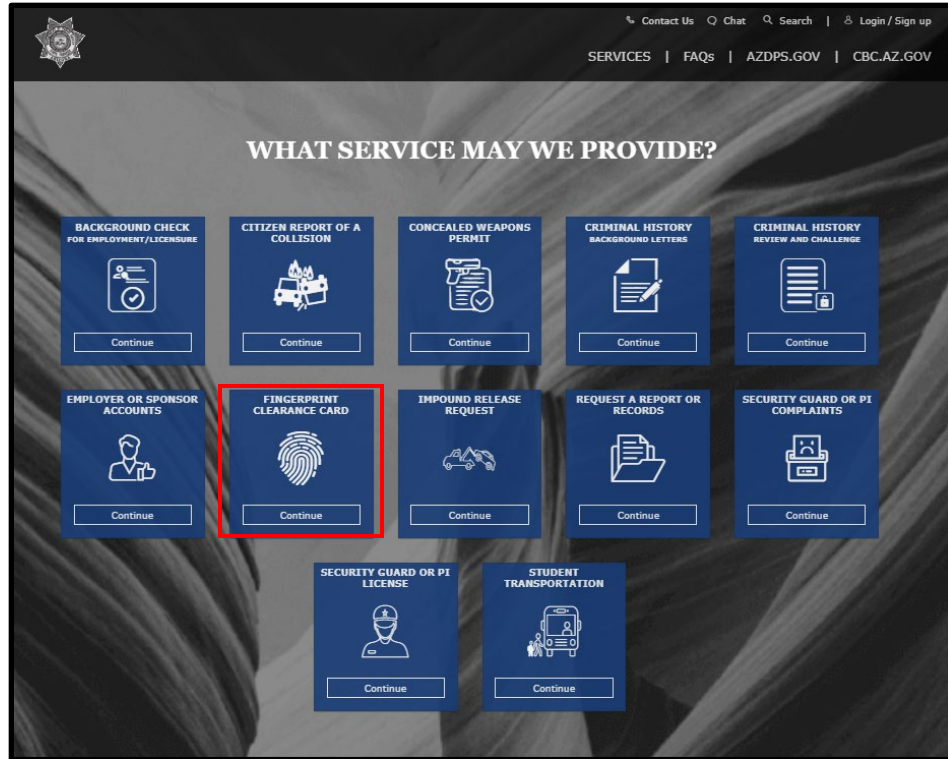 Contact Us Chat Search | Login / Sign up
SERVICES | FAQs | AZDPS.GOV | CBC.AZ.GOV
WHAT SERVICE MAY WE PROVIDE?
BACKGROUND CHECK
FOR EMPLOYMENT/LICENSURE
Continue
CITIZEN REPORT OF A
COLLISION
Continue
CONCEALED WEAPONS
PERMIT
Continue
CRIMINAL HISTORY
BACKGROUND LETTERS
Continue
CRIMINAL HISTORY
REVIEW AND CHALLENGE
Continue
EMPLOYER OR SPONSOR
ACCOUNTS
Continue
FINGERPRINT
CLEARANCE CARD
Continue
IMPOUND RELEASE
REQUEST
Continue
REQUEST A REPORT OR
RECORDS
Continue
SECURITY GUARD OR PI
COMPLAINTS
Continue
SECURITY GUARD OR PI
LICENSE
Continue
STUDENT
TRANSPORTATION
Continue